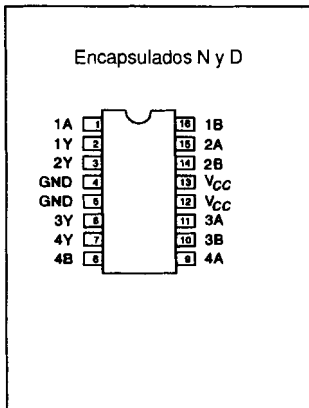 Encapsulados N y D
1A 1 16 1B
1Y 2 15 2A
2Y 3 14 2B
GND 4 13 VCC
GND 5 12 VCC
3Y 6 11 3A
4Y 7 10 3B
4B 8 9 4A